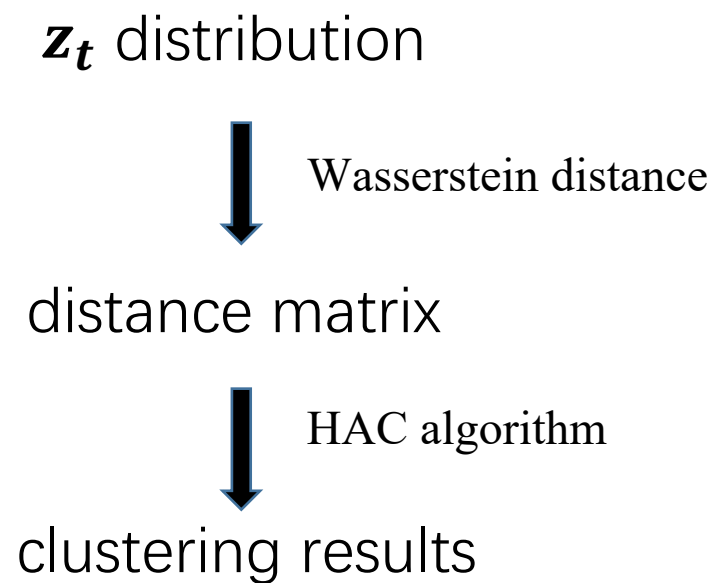 z_t distribution
Wasserstein distance
distance matrix
HAC algorithm
clustering results